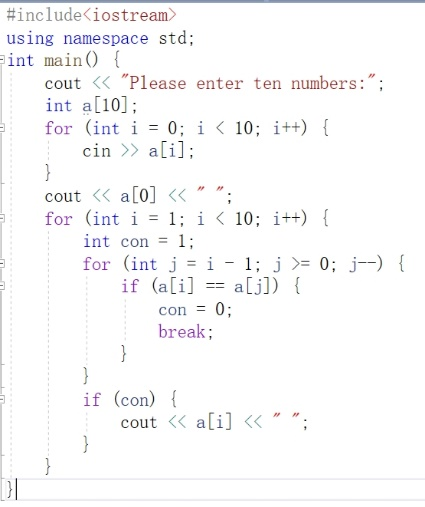 #include<iostream>
using namespace std;
int main() {
    cout << "Please enter ten numbers:";
    int a[10];
    for (int i = 0; i < 10; i++) {
        cin >> a[i];
    }
    cout << a[0] << " ";
    for (int i = 1; i < 10; i++) {
        int con = 1;
        for (int j = i - 1; j >= 0; j--) {
            if (a[i] == a[j]) {
                con = 0;
                break;
            }
        }
        if (con) {
            cout << a[i] << " ";
        }
    }
}